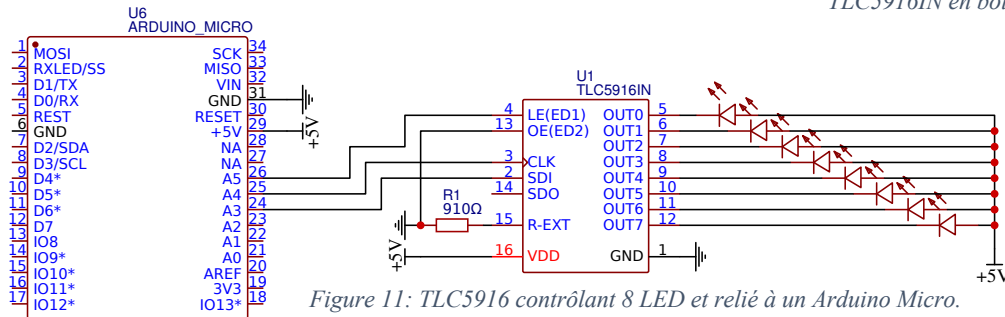 TLC5916IN en boî
U6
ARDUINO_MICRO
1 MOSI SCK 34
2 RXLED/SS MISO 33
3 D1/TX VIN 32
4 D0/RX GND 31
5 REST RESET 30
6 GND +5V 29
7 D2/SDA NA 28
8 D3/SCL NA 27
9 D4* A5 26
10 D5* A4 25
11 D6* A3 24
12 D7 A2 23
13 IO8 A1 22
14 IO9* A0 21
15 IO10* AREF 20
16 IO11* 3V3 19
17 IO12* IO13* 18
+5V
U1
TLC5916IN
4 LE(ED1) OUT0 5
13 OE(ED2) OUT1 6
OUT2 7
3 CLK OUT3 8
2 SDI OUT4 9
14 SDO OUT5 10
OUT6 11
15 R-EXT OUT7 12
16 VDD GND 1
R1
910Ω
+5V
+5V
Figure 11: TLC5916 contrôlant 8 LED et relié à un Arduino Micro.